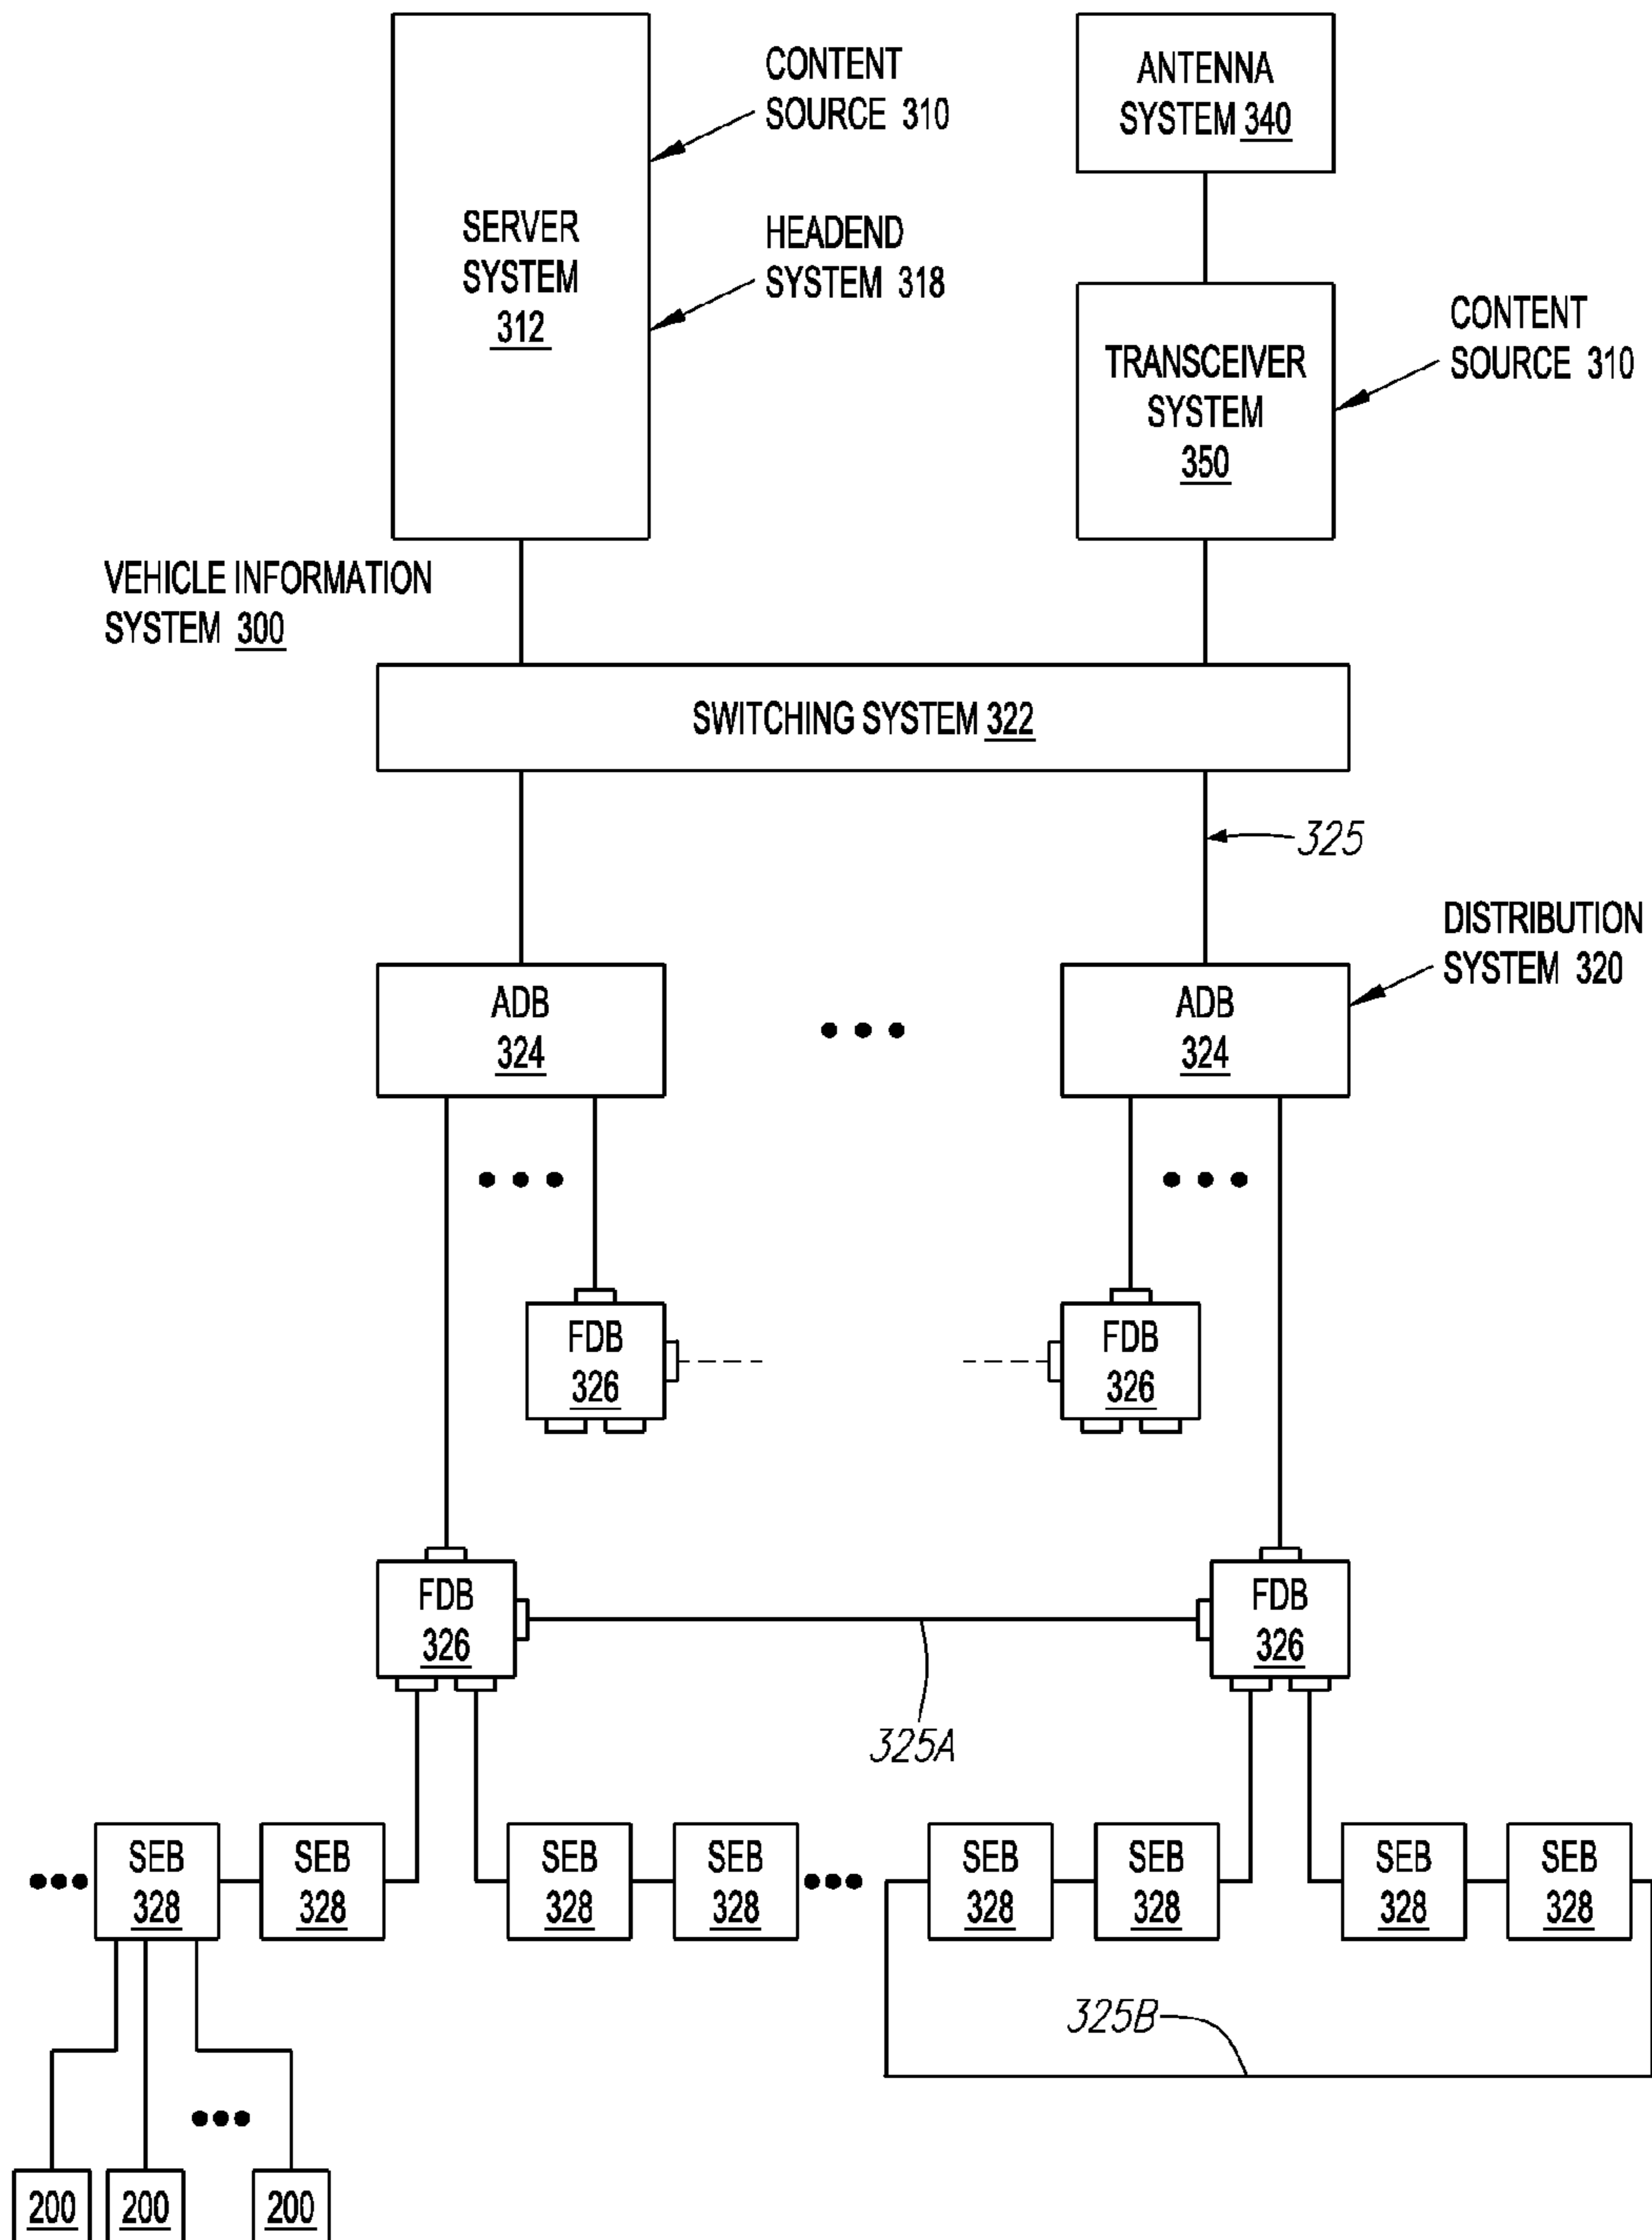 CONTENT
SOURCE 310
ANTENNA
SYSTEM 340
SERVER
SYSTEM
312
HEADEND
SYSTEM 318
TRANSCEIVER
SYSTEM
350
CONTENT
SOURCE 310
VEHICLE INFORMATION
SYSTEM 300
SWITCHING SYSTEM 322
325
DISTRIBUTION
SYSTEM 320
ADB
324
ADB
324
FDB
326
FDB
326
FDB
326
FDB
326
325A
SEB
328
SEB
328
SEB
328
SEB
328
SEB
328
SEB
328
SEB
328
SEB
328
325B
200
200
200